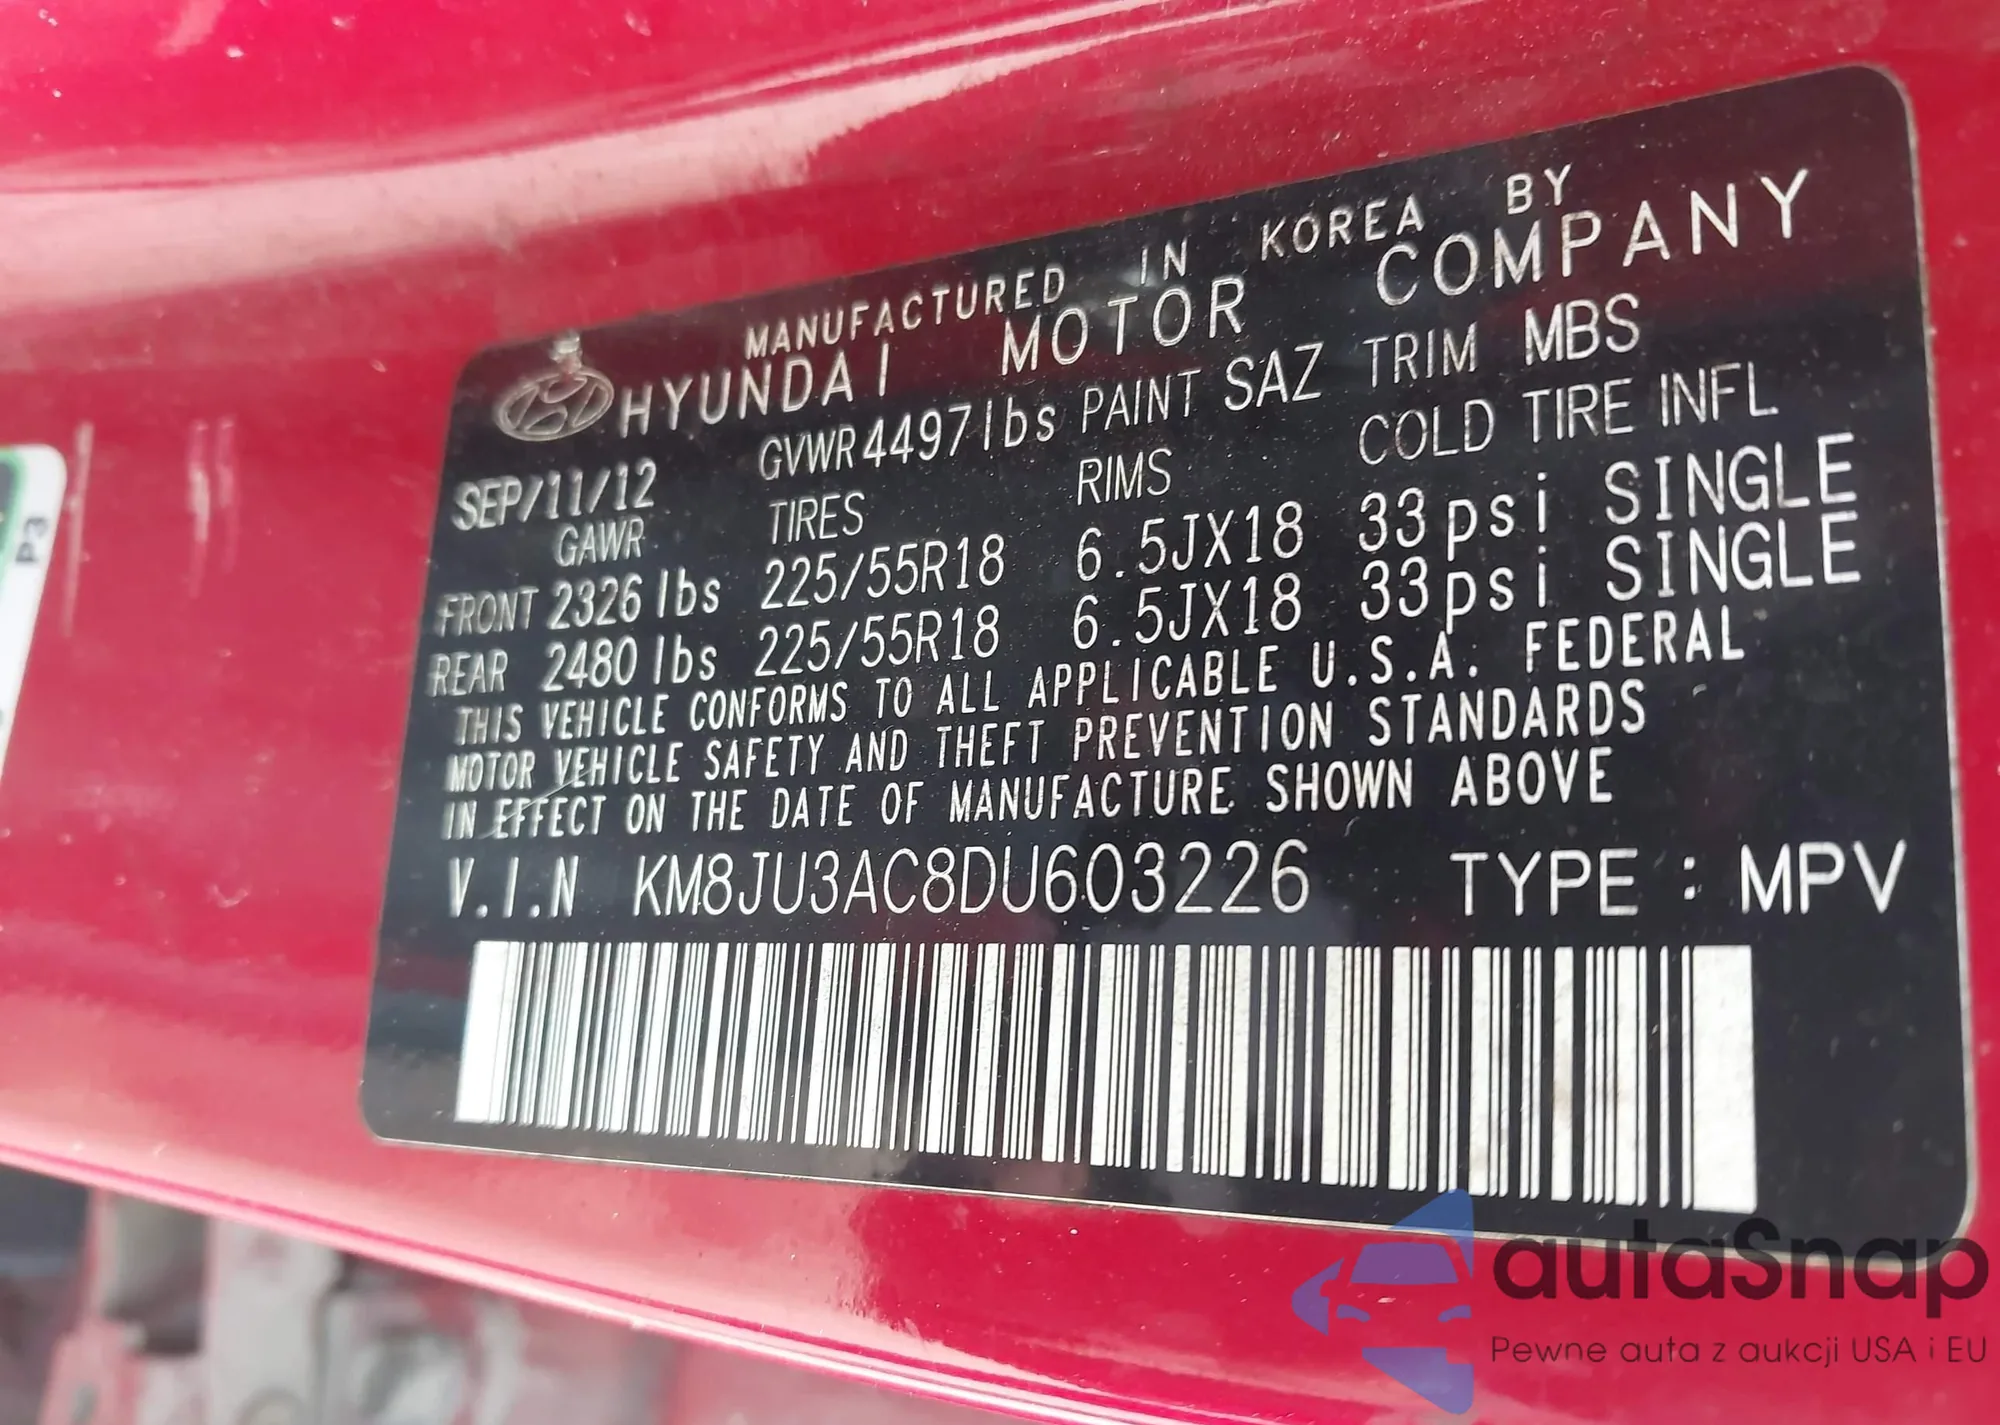 MANUFACTURED IN KOREA BY
HYUNDAI MOTOR COMPANY
SEP/11/12 GVWR 4497lbs PAINT SAZ TRIM MBS
GAWR TIRES RIMS COLD TIRE INFL
FRONT 2326 lbs 225/55R18 6.5JX18 33psi SINGLE
REAR 2480 lbs 225/55R18 6.5JX18 33psi SINGLE
THIS VEHICLE CONFORMS TO ALL APPLICABLE U.S.A. FEDERAL
MOTOR VEHICLE SAFETY AND THEFT PREVENTION STANDARDS
IN EFFECT ON THE DATE OF MANUFACTURE SHOWN ABOVE
V.I.N KM8JU3AC8DU603226 TYPE : MPV
P3
autaSnap
Pewne auta z aukcji USA i EU